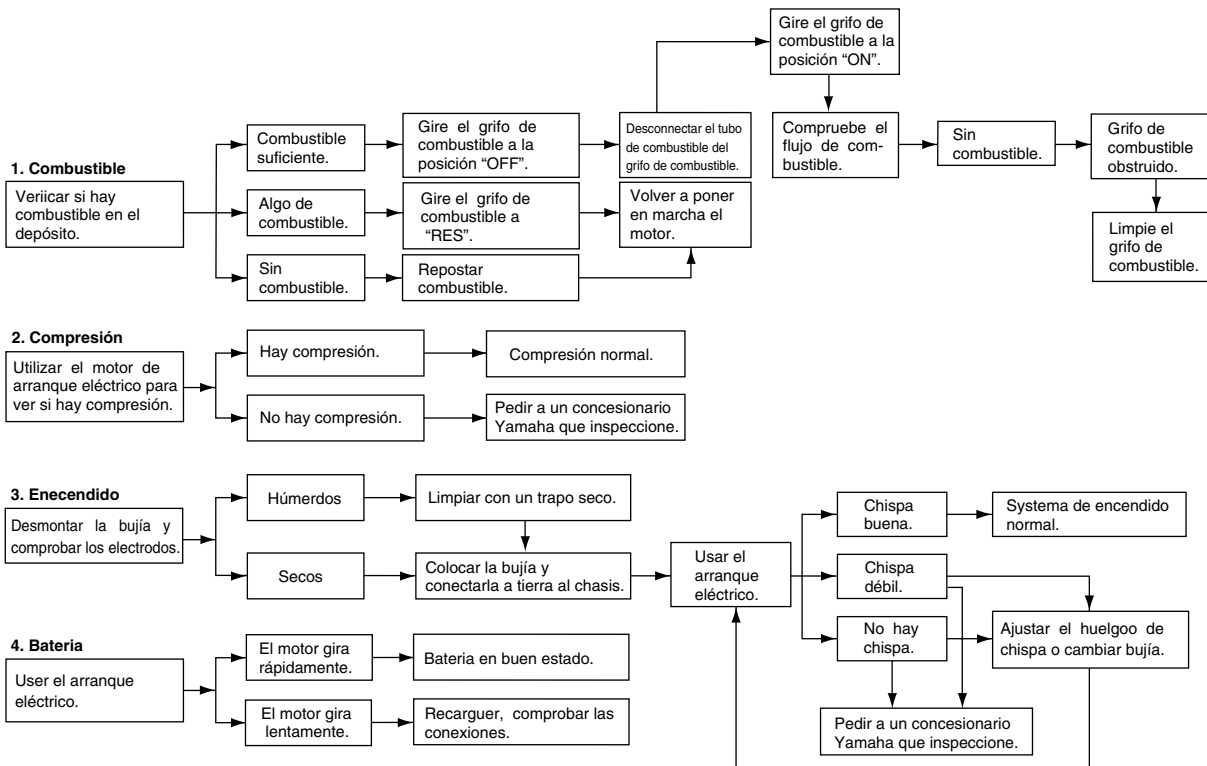 1. Combustible
Veriicar si hay
combustible en el
depósito.
Combustible
suficiente.
Gire el grifo de
combustible a la
posición “OFF”.
Desconnectar el tubo
de combustible del
grifo de combustible.
Gire el grifo de
combustible a la
posición “ON”.
Compruebe el
flujo de com-
bustible.
Sin
combustible.
Grifo de
combustible
obstruido.
Limpie el
grifo de
combustible.
Algo de
combustible.
Gire el grifo de
combustible a
“RES”.
Volver a poner
en marcha el
motor.
Sin
combustible.
Repostar
combustible.
2. Compresión
Utilizar el motor de
arranque eléctrico para
ver si hay compresión.
Hay compresión.
Compresión normal.
No hay compresión.
Pedir a un concesionario
Yamaha que inspeccione.
3. Enecendido
Desmontar la bujía y
comprobar los electrodos.
Húmerdos
Limpiar con un trapo seco.
Secos
Colocar la bujía y
conectarla a tierra al chasis.
Usar el
arranque
eléctrico.
Chispa
buena.
Systema de encendido
normal.
Chispa
débil.
No hay
chispa.
Ajustar el huelgoo de
chispa o cambiar bujía.
Pedir a un concesionario
Yamaha que inspeccione.
4. Bateria
User el arranque
eléctrico.
El motor gira
rápidamente.
Bateria en buen estado.
El motor gira
lentamente.
Recarguer, comprobar las
conexiones.